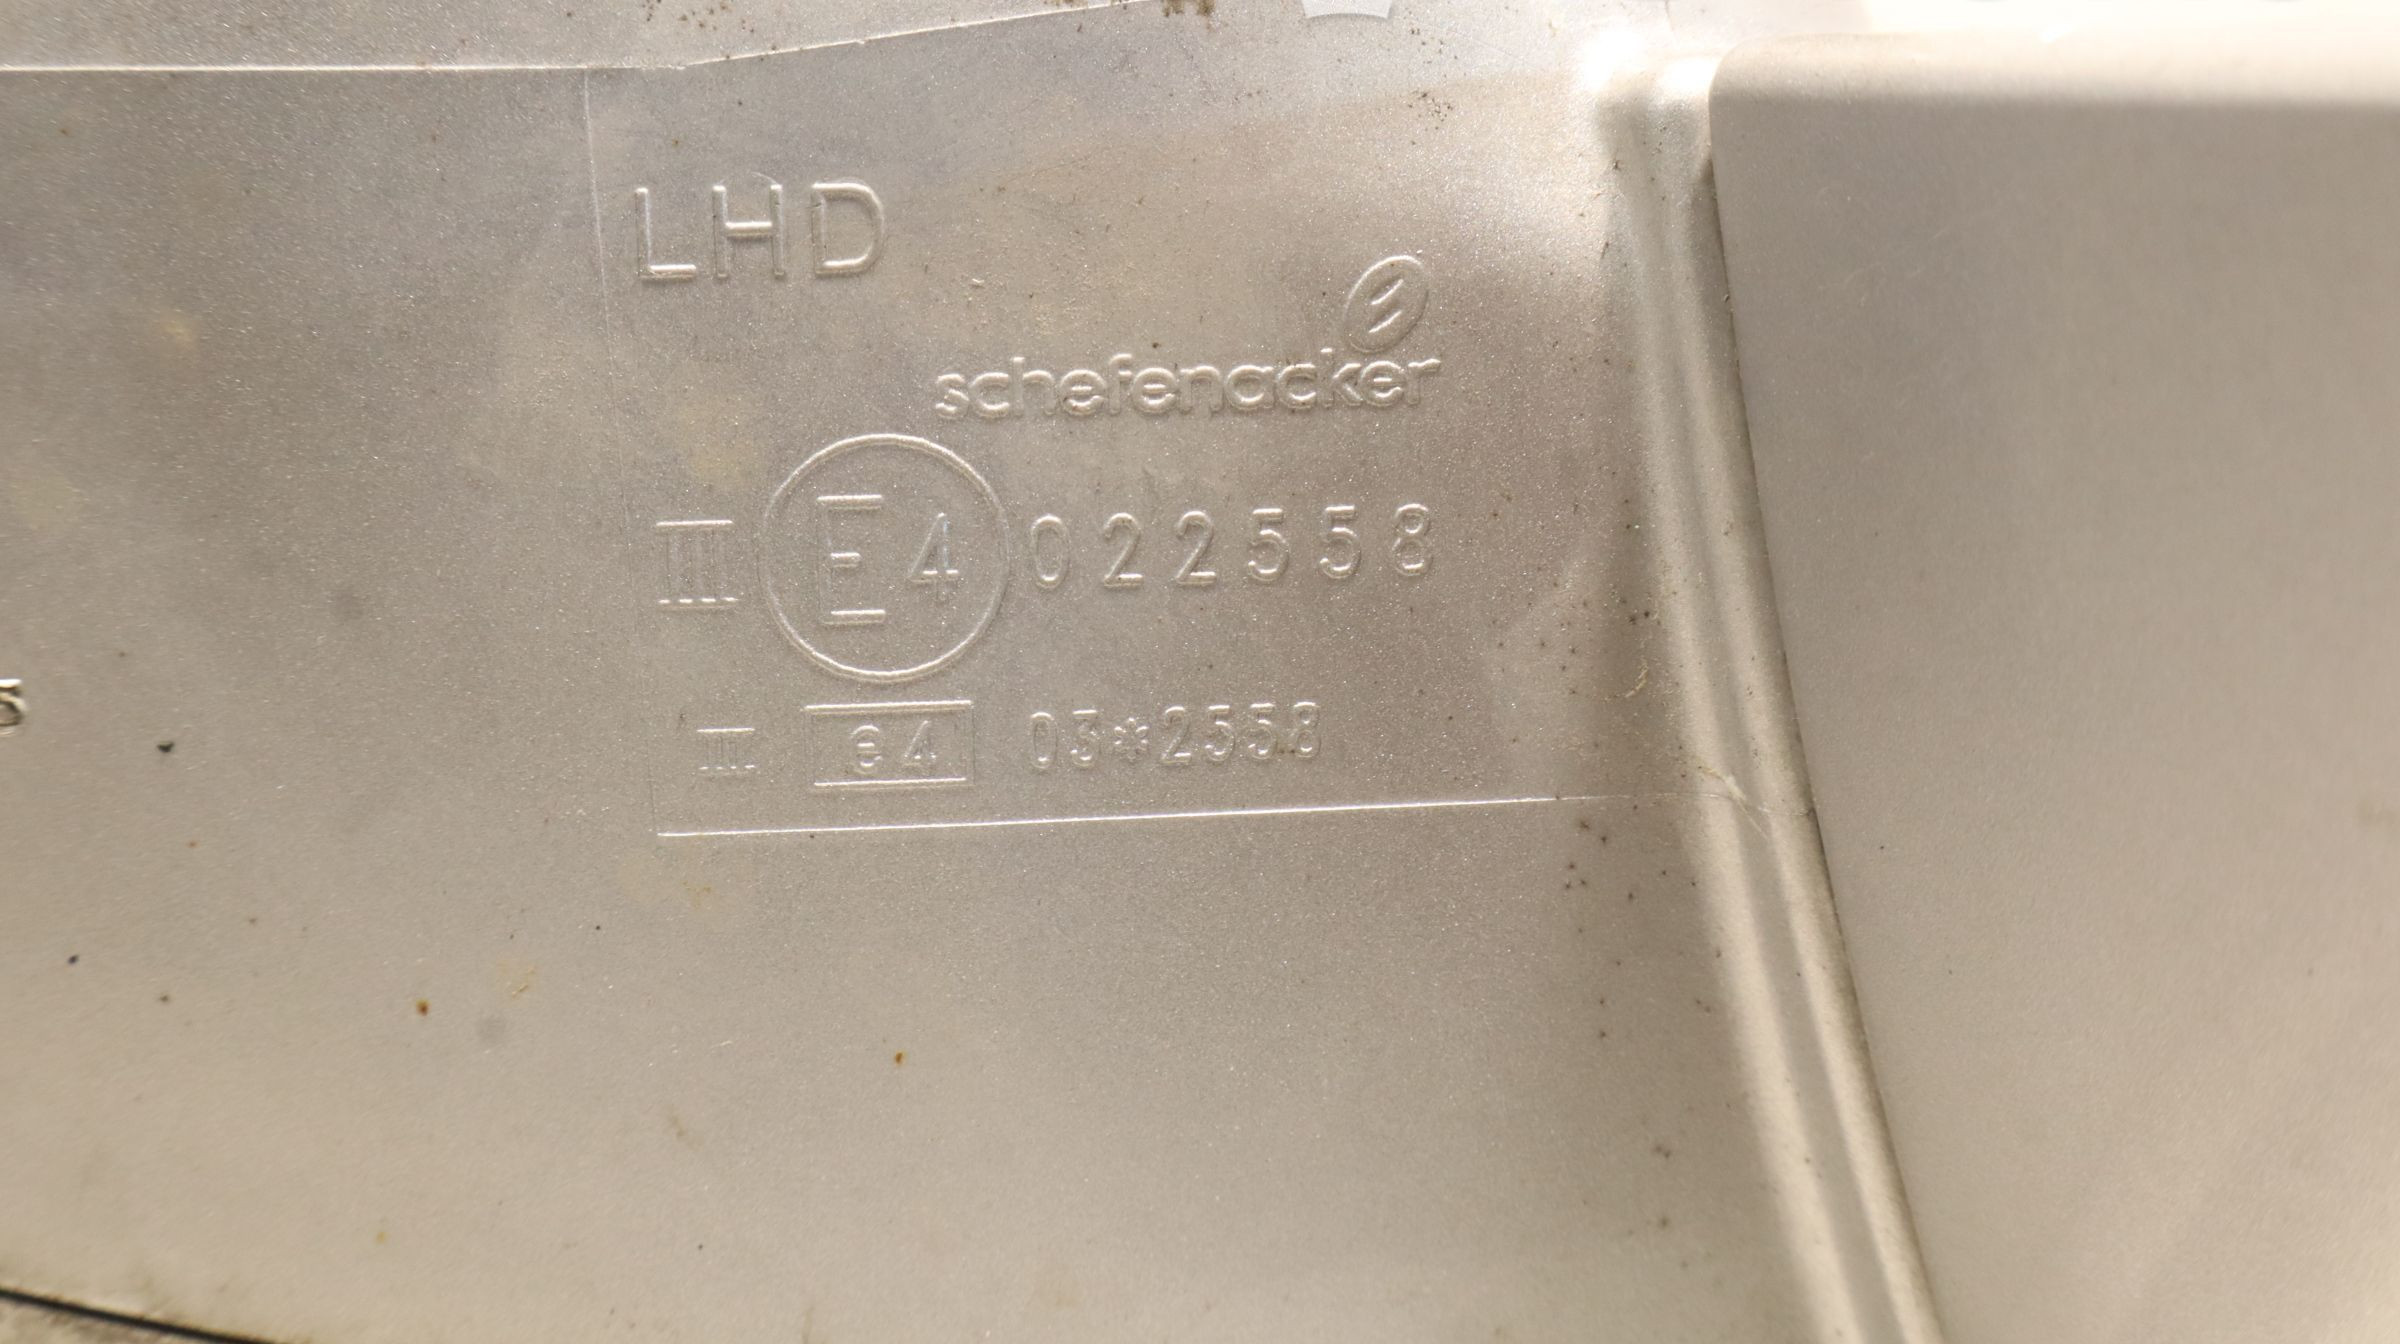 LHD
schefenacker
III E4 022558
III e4 03*2558